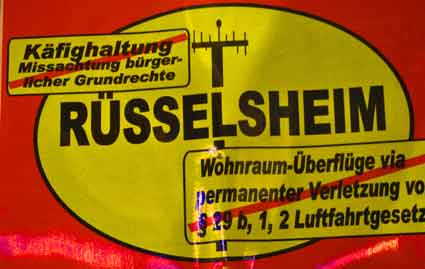 Käfighaltung
Missachtung bürger-
licher Grundrechte
RÜSSELSHEIM
Wohnraum-Überflüge via
permanenter Verletzung vo
§ 29 b, 1, 2 Luftfahrtgesetz